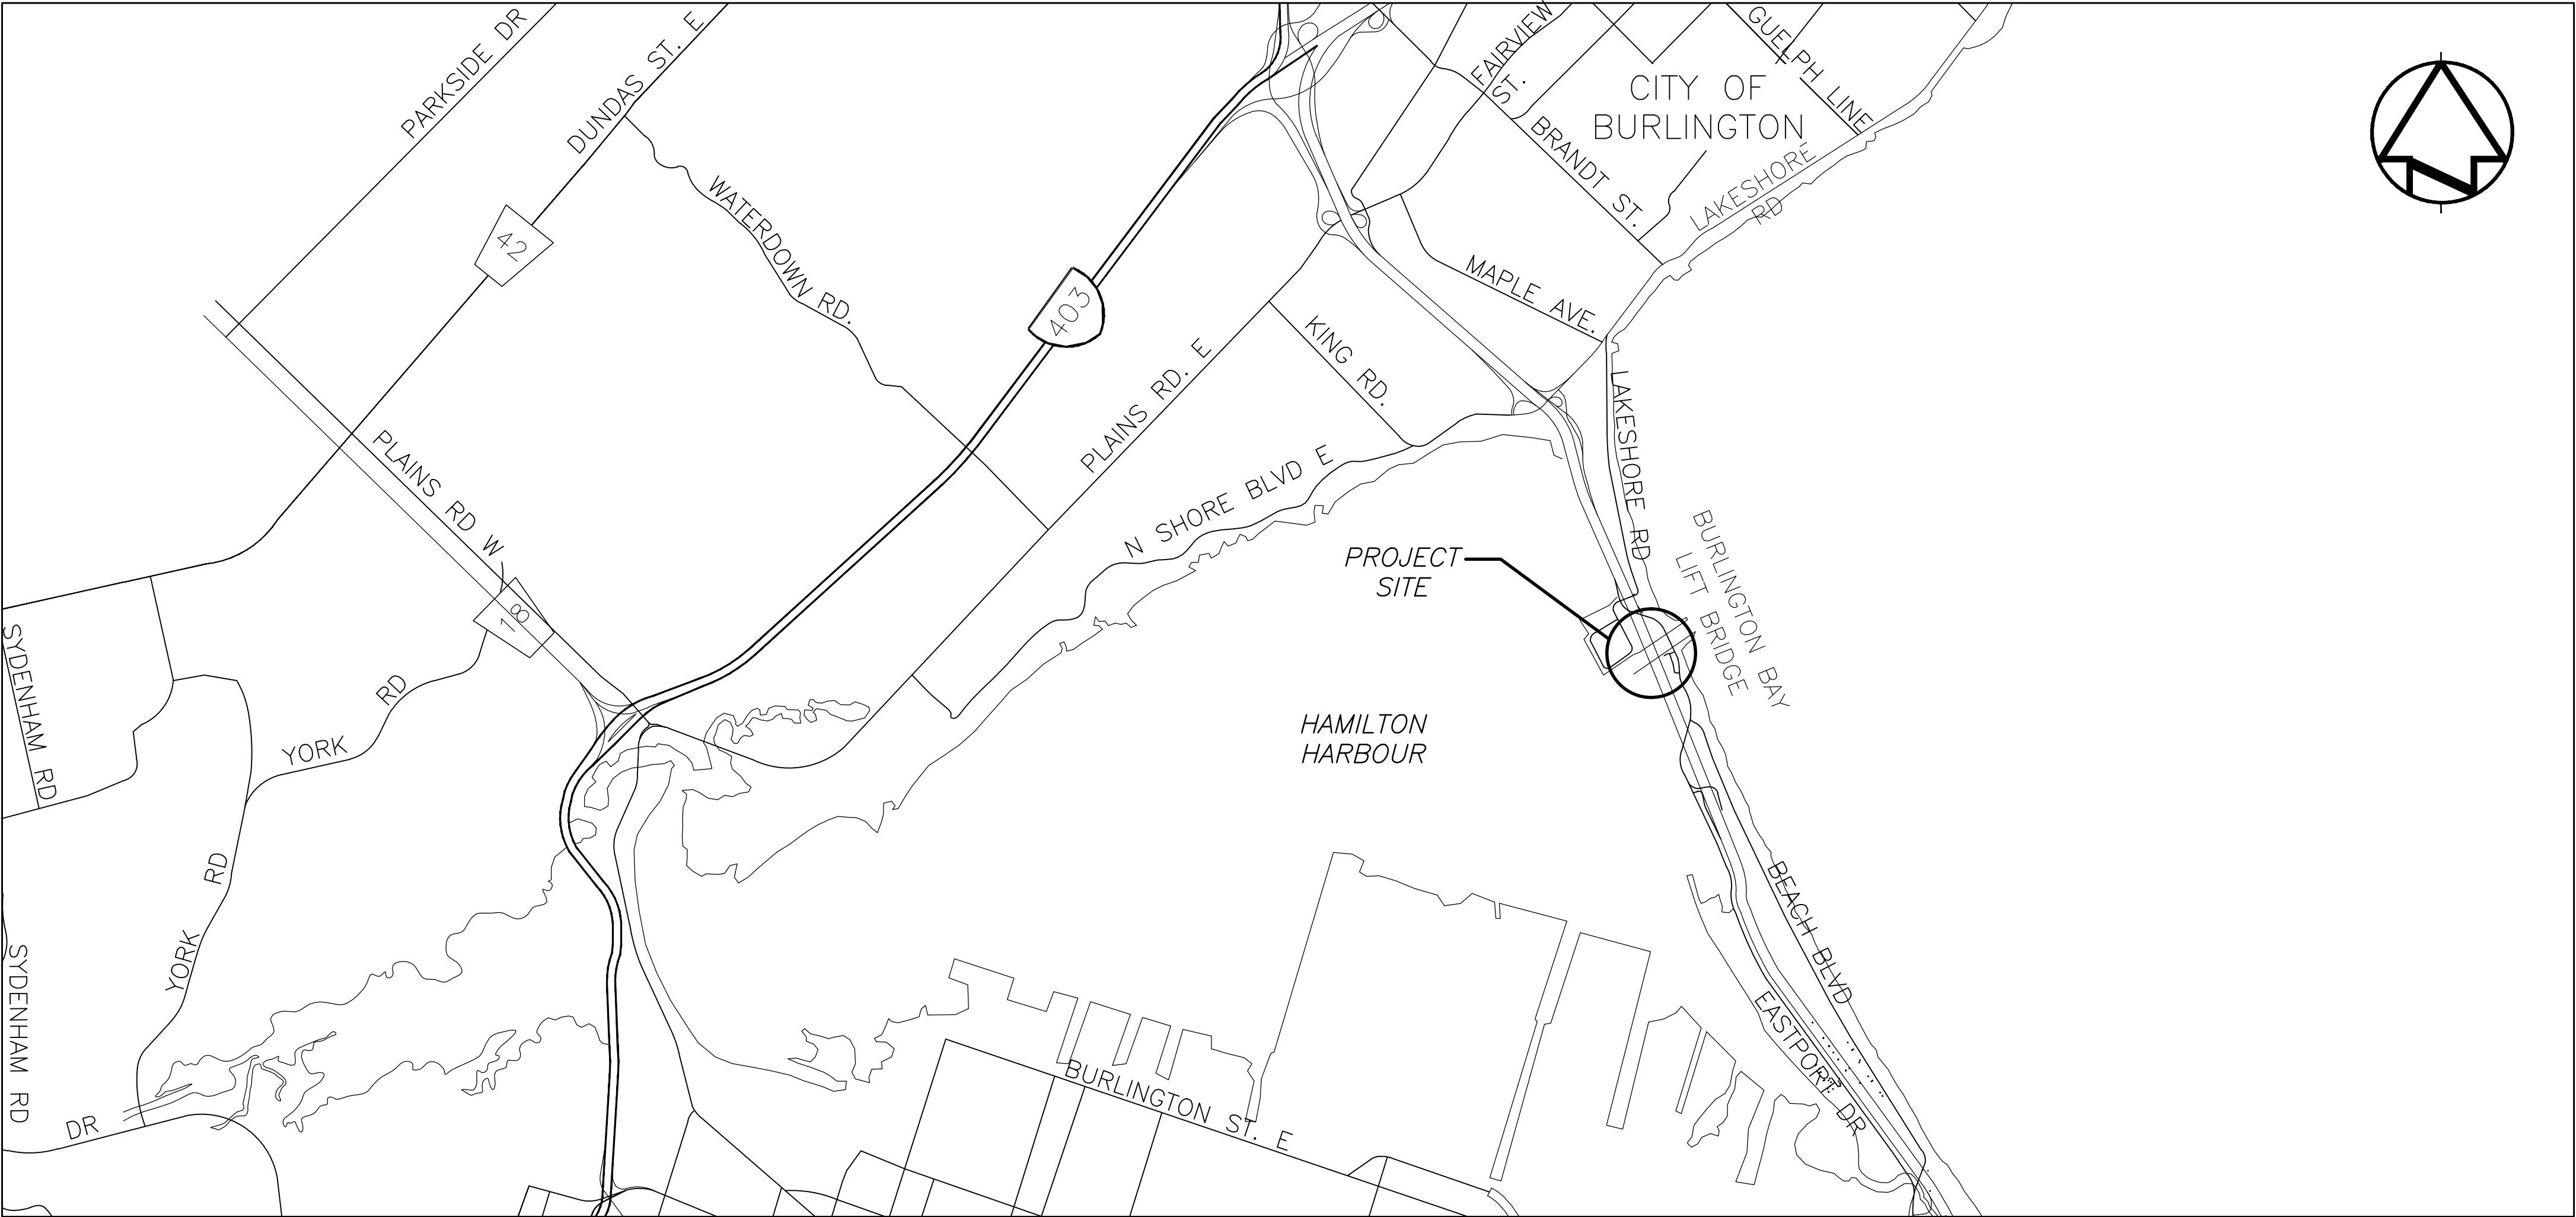 PARKSIDE DR
DUNDAS ST. E
FAIRVIEW
ST.
GUELPH LINE
CITY OF
BURLINGTON
BRANDT ST.
LAKESHORE
RD
42
WATERDOWN RD.
403
MAPLE AVE.
KING RD.
PLAINS RD. E
LAKESHORE RD
PLAINS RD W
N SHORE BLVD E
BURLINGTON BAY
LIFT BRIDGE
PROJECT
SITE
18
SYDENHAM RD
YORK RD
HAMILTON
HARBOUR
YORK RD
BEACH BLVD
SYDENHAM RD
EASTPORT DR
BURLINGTON ST. E
DR
N